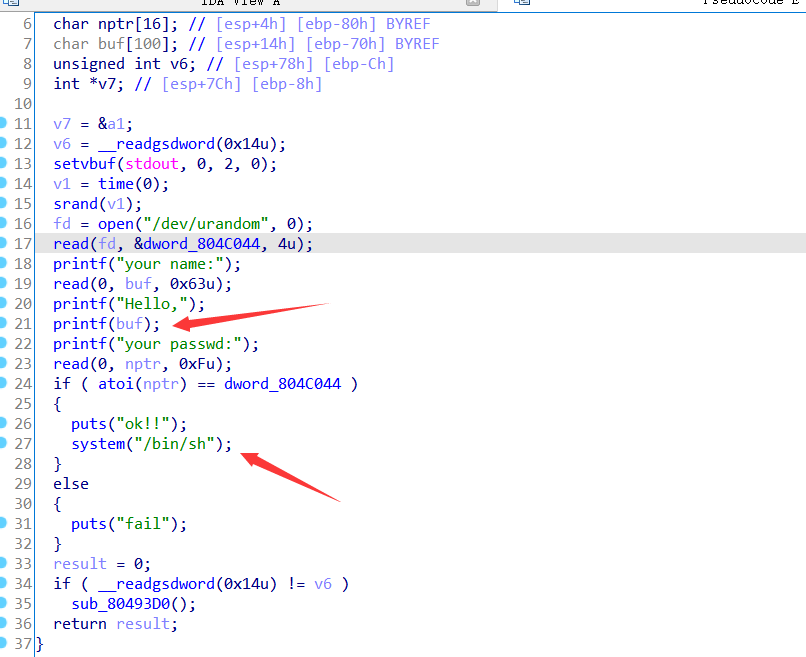 IDA View A
Pseudocode E
6 char nptr[16]; // [esp+4h] [ebp-80h] BYREF
7 char buf[100]; // [esp+14h] [ebp-70h] BYREF
8 unsigned int v6; // [esp+78h] [ebp-Ch]
9 int *v7; // [esp+7Ch] [ebp-8h]
10
11 v7 = &a1;
12 v6 = __readgsdword(0x14u);
13 setvbuf(stdout, 0, 2, 0);
14 v1 = time(0);
15 srand(v1);
16 fd = open("/dev/urandom", 0);
17 read(fd, &dword_804C044, 4u);
18 printf("your name:");
19 read(0, buf, 0x63u);
20 printf("Hello,");
21 printf(buf);
22 printf("your passwd:");
23 read(0, nptr, 0xFu);
24 if ( atoi(nptr) == dword_804C044 )
25 {
26 puts("ok!!");
27 system("/bin/sh");
28 }
29 else
30 {
31 puts("fail");
32 }
33 result = 0;
34 if ( __readgsdword(0x14u) != v6 )
35 sub_80493D0();
36 return result;
37 }